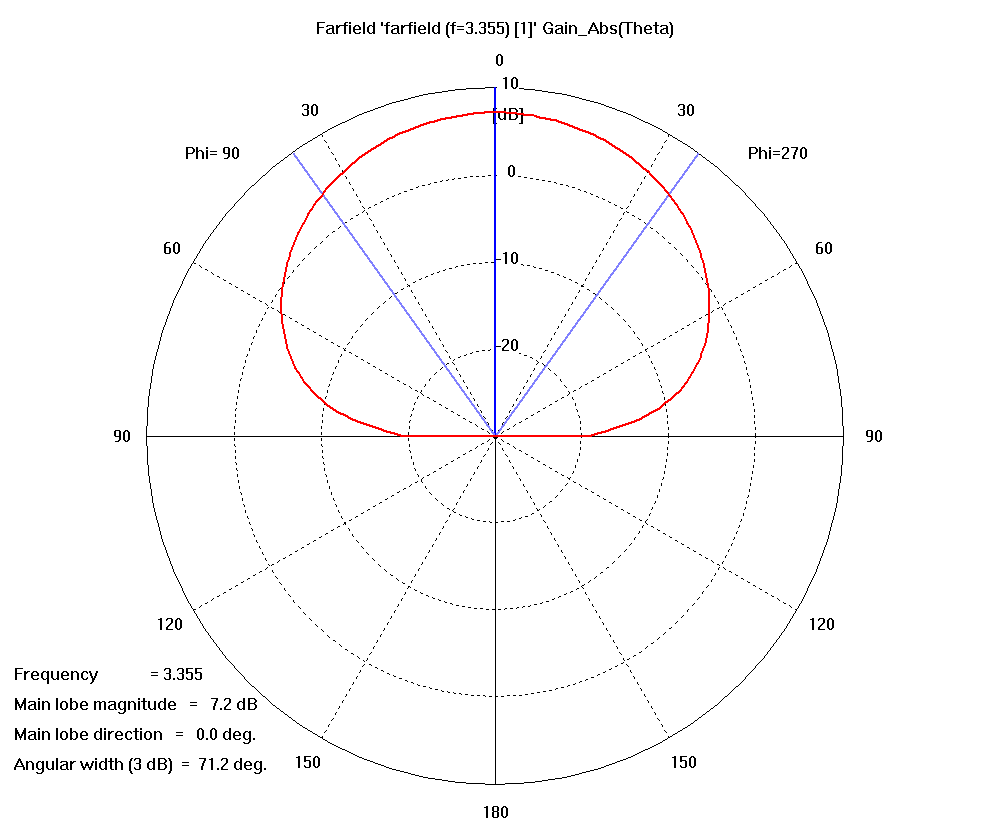 Farfield 'farfield (f=3.355) [1]' Gain_Abs(Theta)
0
10
[dB]
30
30
Phi= 90
Phi=270
0
60
60
-10
-20
90
90
120
120
Frequency = 3.355
Main lobe magnitude = 7.2 dB
Main lobe direction = 0.0 deg.
Angular width (3 dB) = 71.2 deg.
150
150
180